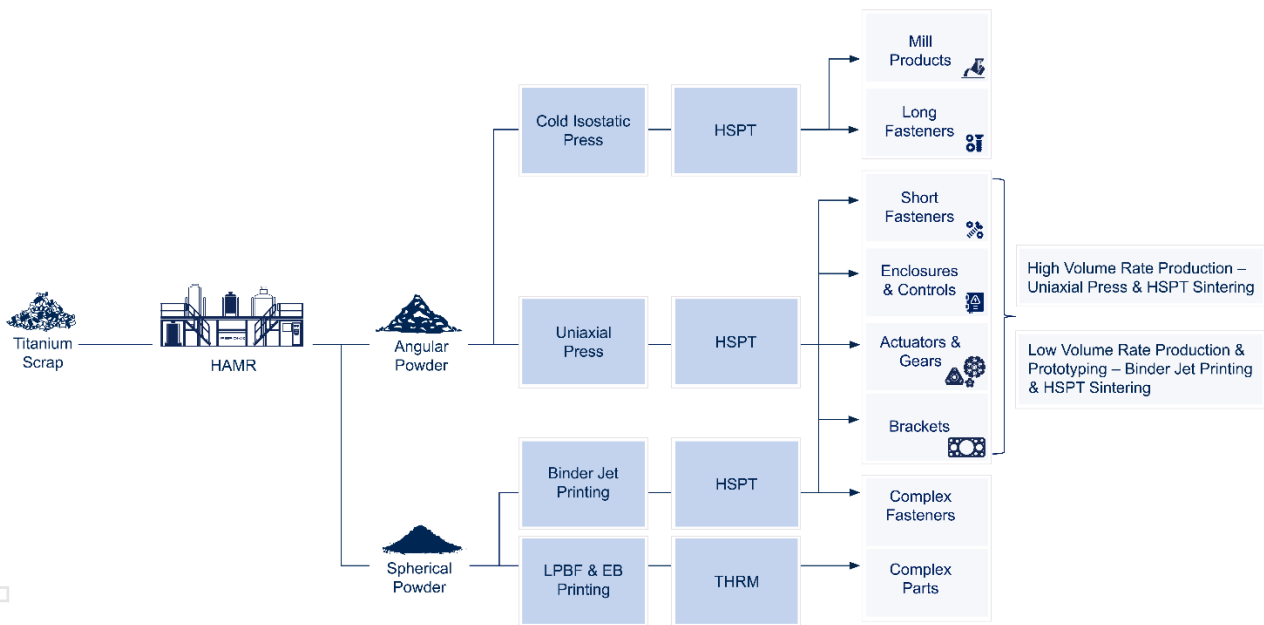 Titanium
Scrap
HAMR
Angular
Powder
Spherical
Powder
Cold Isostatic
Press
HSPT
Uniaxial
Press
HSPT
Binder Jet
Printing
HSPT
LPBF & EB
Printing
THRM
Mill
Products
Long
Fasteners
Short
Fasteners
Enclosures
& Controls
Actuators &
Gears
Brackets
Complex
Fasteners
Complex
Parts
High Volume Rate Production –
Uniaxial Press & HSPT Sintering
Low Volume Rate Production &
Prototyping – Binder Jet Printing
& HSPT Sintering